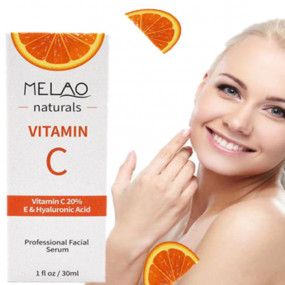 MELAO
naturals
VITAMIN
C
Vitamin C 20%
E & Hyaluronic Acid
Professional Facial
Serum
1 fl oz / 30ml